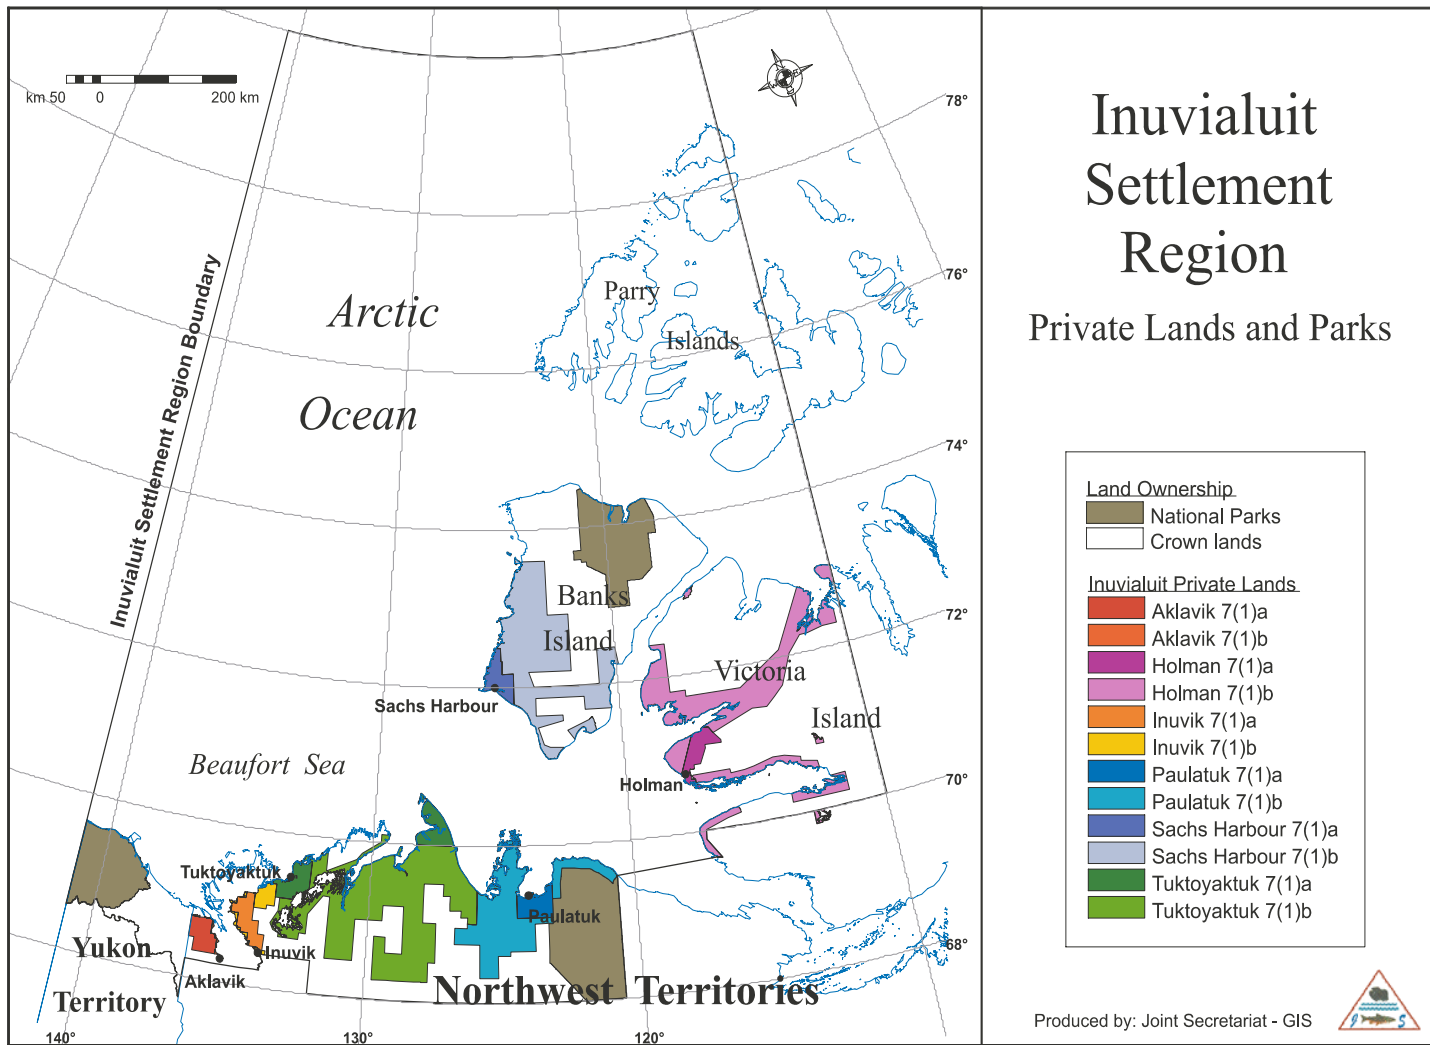 Inuvialuit
Settlement
Region
Private Lands and Parks
km 50 0 200 km
78°
76°
74°
72°
70°
68°
140°
130°
120°
Inuvialuit Settlement Region Boundary
Arctic
Ocean
Parry
Islands
Banks
Island
Victoria
Island
Sachs Harbour
Beaufort Sea
Holman
Tuktoyaktuk
Paulatuk
Inuvik
Aklavik
Yukon
Territory
Northwest Territories
Land Ownership
National Parks
Crown lands
Inuvialuit Private Lands
Aklavik 7(1)a
Aklavik 7(1)b
Holman 7(1)a
Holman 7(1)b
Inuvik 7(1)a
Inuvik 7(1)b
Paulatuk 7(1)a
Paulatuk 7(1)b
Sachs Harbour 7(1)a
Sachs Harbour 7(1)b
Tuktoyaktuk 7(1)a
Tuktoyaktuk 7(1)b
Produced by: Joint Secretariat - GIS
J S